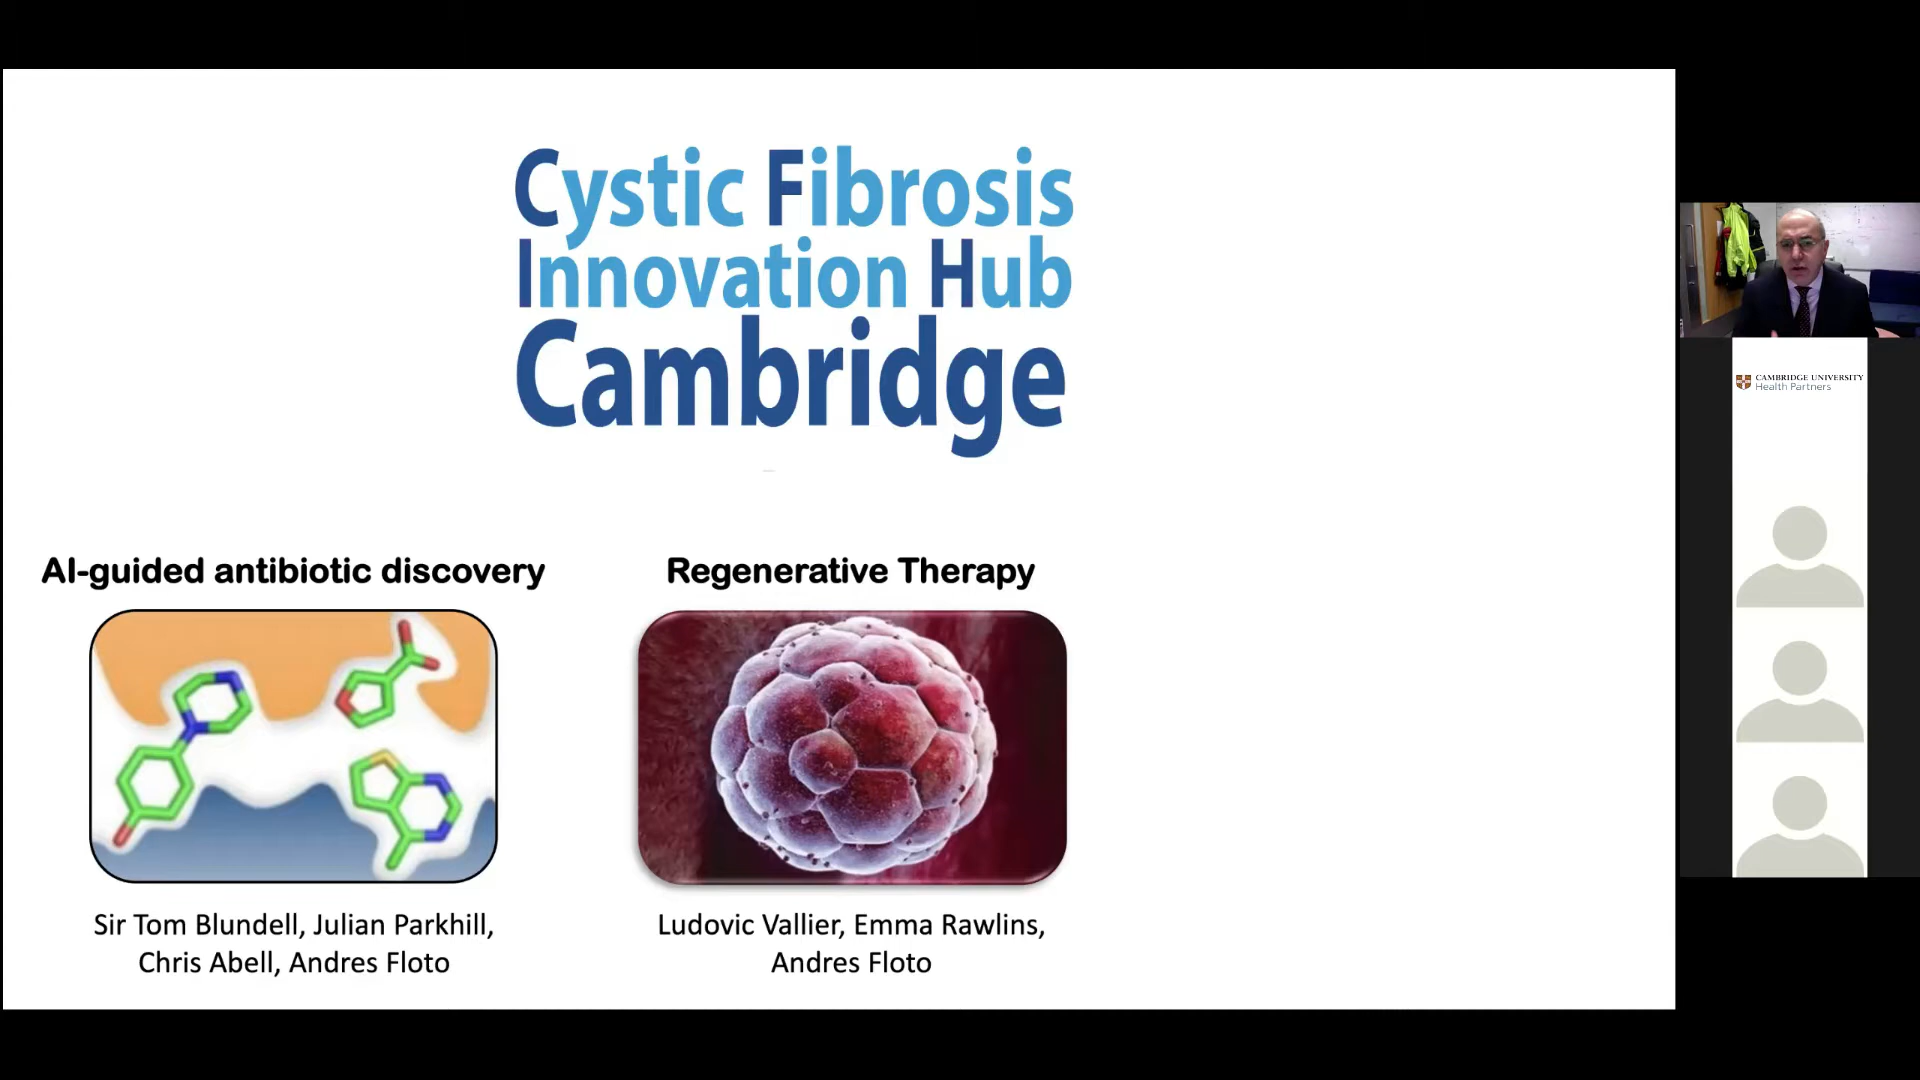 Cystic Fibrosis
Innovation Hub
Cambridge
AI-guided antibiotic discovery
Regenerative Therapy
Sir Tom Blundell, Julian Parkhill,
Chris Abell, Andres Floto
Ludovic Vallier, Emma Rawlins,
Andres Floto
CAMBRIDGE UNIVERSITY
Health Partners